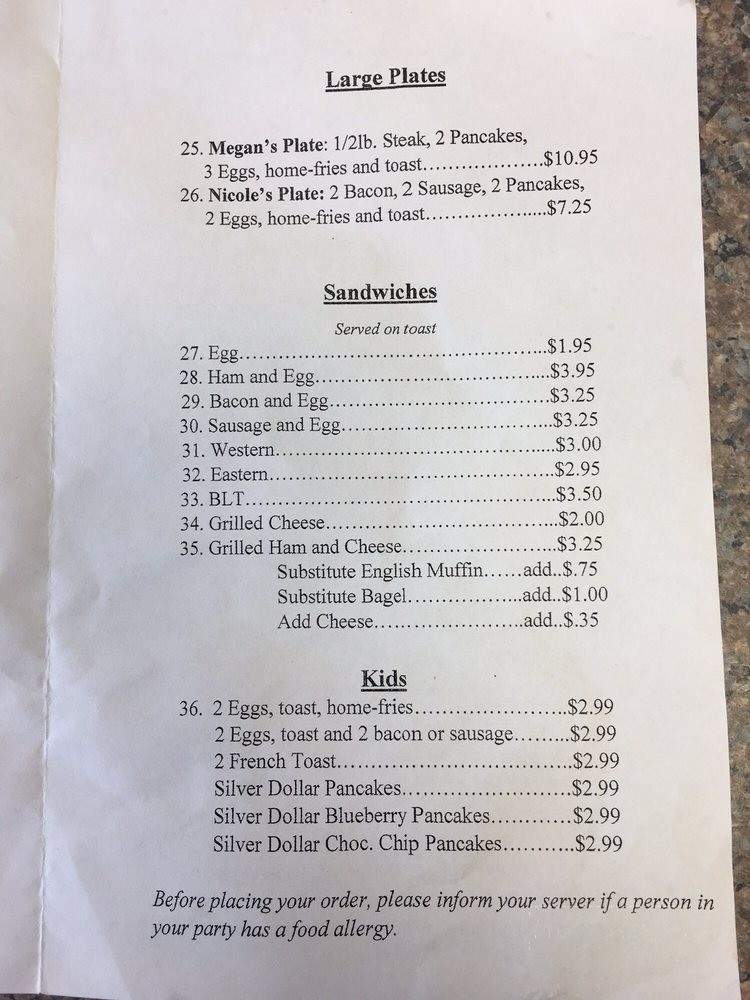 Large Plates
25. Megan's Plate: 1/2lb. Steak, 2 Pancakes,
3 Eggs, home-fries and toast.....................$10.95
26. Nicole's Plate: 2 Bacon, 2 Sausage, 2 Pancakes,
2 Eggs, home-fries and toast.....................$7.25
Sandwiches
Served on toast
27. Egg.....................................................$1.95
28. Ham and Egg........................................$3.95
29. Bacon and Egg.....................................$3.25
30. Sausage and Egg...................................$3.25
31. Western...............................................$3.00
32. Eastern................................................$2.95
33. BLT....................................................$3.50
34. Grilled Cheese.......................................$2.00
35. Grilled Ham and Cheese..........................$3.25
Substitute English Muffin......add..$.75
Substitute Bagel...................add..$1.00
Add Cheese.........................add..$.35
Kids
36. 2 Eggs, toast, home-fries.........................$2.99
2 Eggs, toast and 2 bacon or sausage.........$2.99
2 French Toast.......................................$2.99
Silver Dollar Pancakes............................$2.99
Silver Dollar Blueberry Pancakes.............$2.99
Silver Dollar Choc. Chip Pancakes...........$2.99
Before placing your order, please inform your server if a person in
your party has a food allergy.